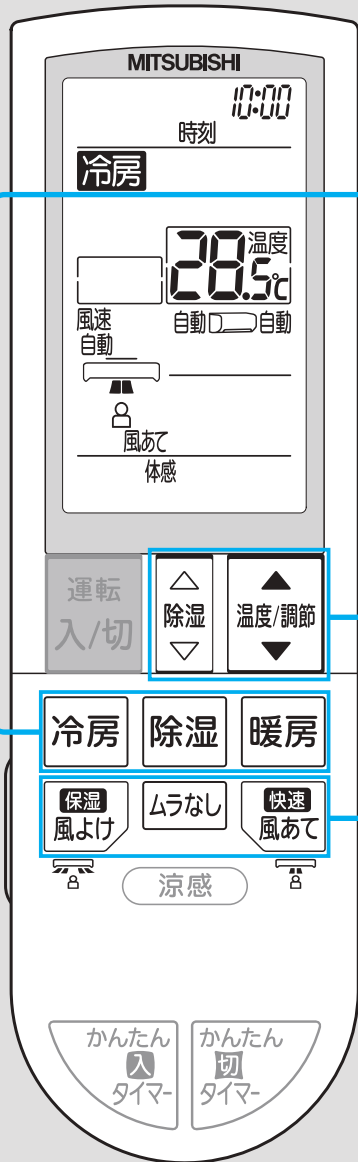 MITSUBISHI
10:00
時刻
冷房
温度
28.5℃
風速
自動
自動 自動
風あて
体感
運転
入/切
△
除湿
▽
▲
温度/調節
▼
冷房 除湿 暖房
保湿
風よけ
ムラなし
快速
風あて
涼感
かんたん
入
タイマー
かんたん
切
タイマー